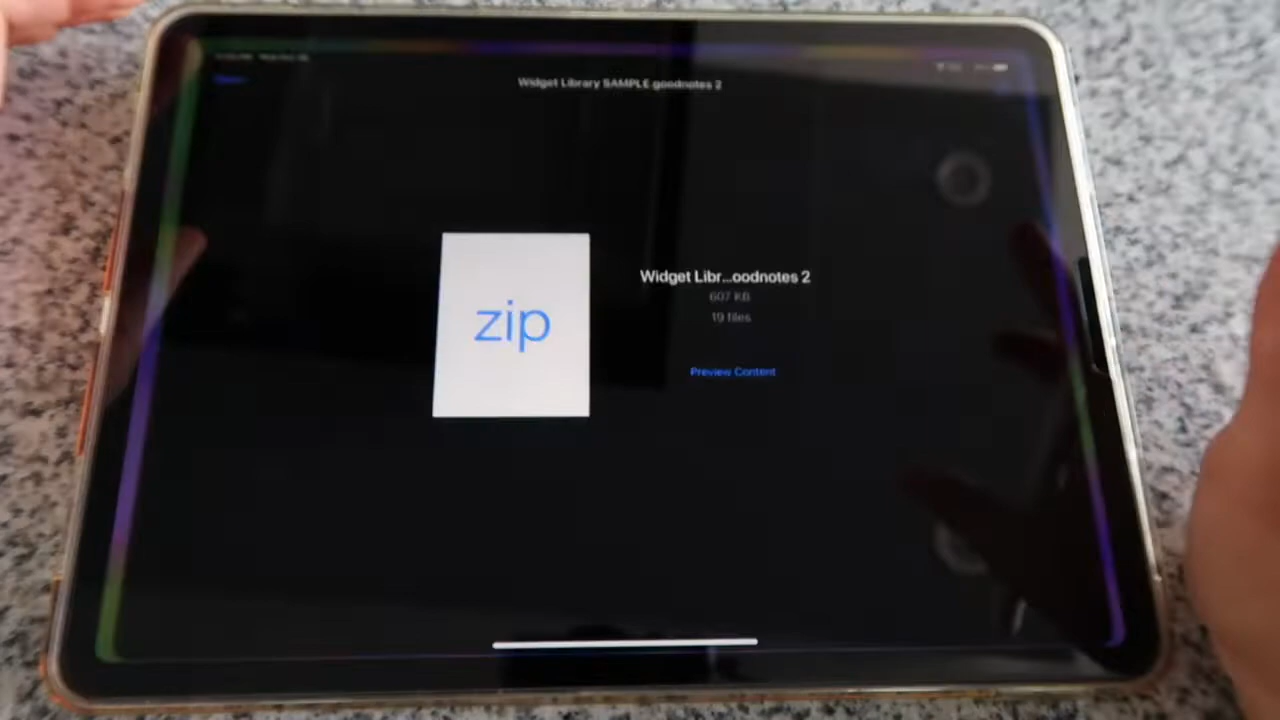 Widget Library SAMPLE goodnotes 2
zip
Widget Libr...oodnotes 2
607 KB
19 files
Preview Content